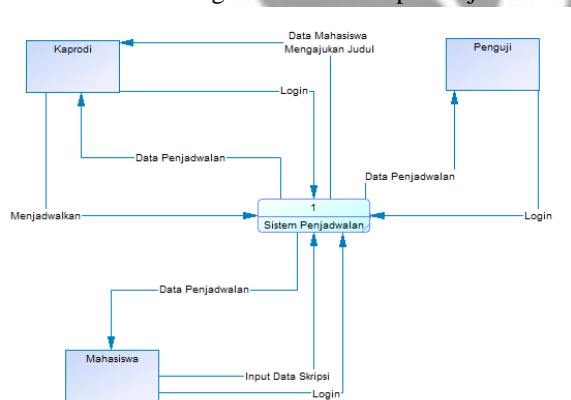 Data Mahasiswa
Mengajukan Judul
Kaprodi
Penguji
Login
Data Penjadwalan
Data Penjadwalan
Menjadwalkan
1
Sistem Penjadwalan
Login
Data Penjadwalan
Mahasiswa
Input Data Skripsi
Login